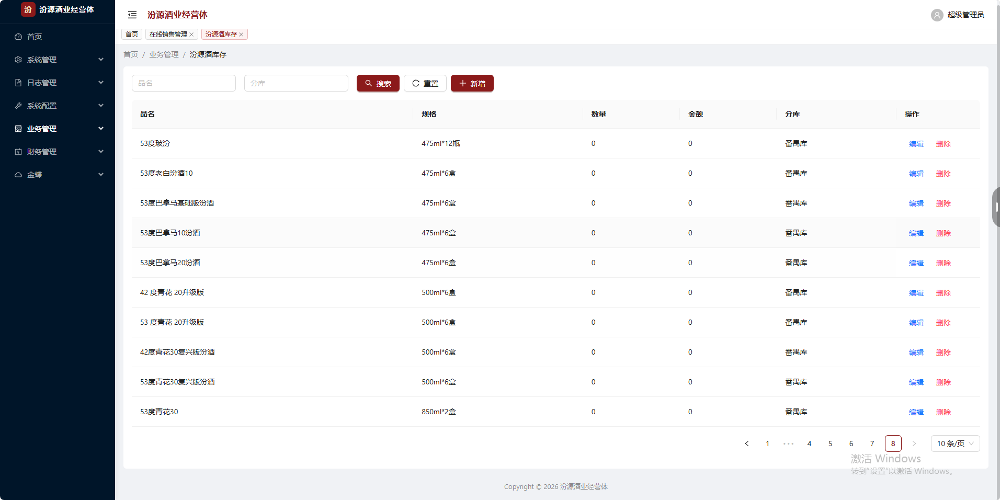 汾 汾源酒业经营体
首页
系统管理
日志管理
系统配置
业务管理
财务管理
金蝶
汾源酒业经营体
超级管理员
首页 在线销售管理 汾源酒库存
首页 / 业务管理 / 汾源酒库存
品名 分库 搜索 重置 新增
品名 规格 数量 金额 分库 操作
53度玻汾 475ml*12瓶 0 0 番禺库 编辑 删除
53度老白汾酒10 475ml*6盒 0 0 番禺库 编辑 删除
53度巴拿马基础版汾酒 475ml*6盒 0 0 番禺库 编辑 删除
53度巴拿马10汾酒 475ml*6盒 0 0 番禺库 编辑 删除
53度巴拿马20汾酒 475ml*6盒 0 0 番禺库 编辑 删除
42 度青花 20升级版 500ml*6盒 0 0 番禺库 编辑 删除
53 度青花 20升级版 500ml*6盒 0 0 番禺库 编辑 删除
42度青花30复兴版汾酒 500ml*6盒 0 0 番禺库 编辑 删除
53度青花30复兴版汾酒 500ml*6盒 0 0 番禺库 编辑 删除
53度青花30 850ml*2盒 0 0 番禺库 编辑 删除
1 ••• 4 5 6 7 8 10 条/页
激活 Windows
转到"设置"以激活 Windows。
Copyright © 2026 汾源酒业经营体